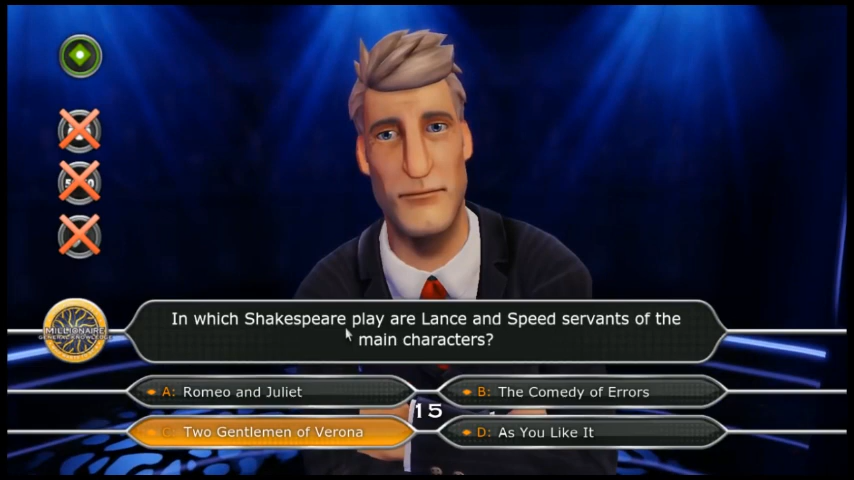 In which Shakespeare play are Lance and Speed servants of the
main characters?
MILLIONAIRE
GENERAL KNOWLEDGE
A: Romeo and Juliet
B: The Comedy of Errors
15
C: Two Gentlemen of Verona
D: As You Like It